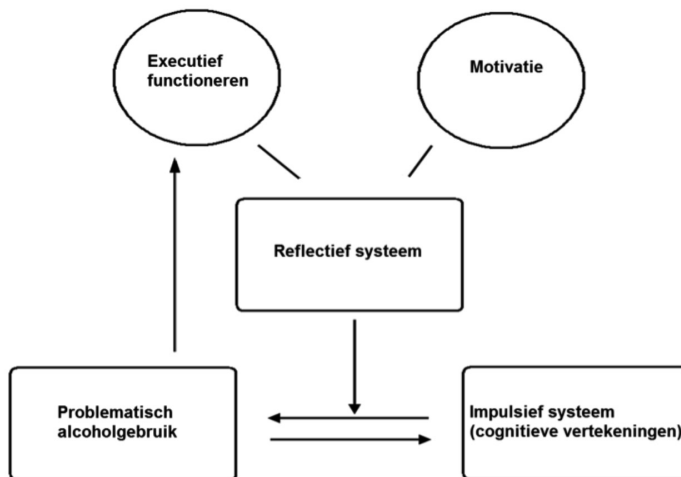 Executief
functioneren
Motivatie
Reflectief systeem
Problematisch
alcoholgebruik
Impulsief systeem
(cognitieve vertekeningen)